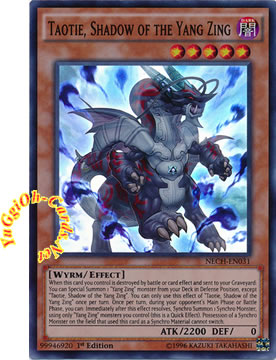 TAOTIE, SHADOW OF THE YANG ZING
闇
YuGgiOh-Cards.Net
NECH-EN031
[WYRM/EFFECT]
When this card you control is destroyed by battle or card effect and sent to your Graveyard:
You can Special Summon 1 "Yang Zing" monster from your Deck in Defense Position, except
"Taotie, Shadow of the Yang Zing". You can only use this effect of "Taotie, Shadow of the
Yang Zing" once per turn. Once per turn, during your opponent's Main Phase or Battle
Phase, you can: Immediately after this effect resolves, Synchro Summon 1 Synchro Monster,
using only "Yang Zing" monsters you control (this is a Quick Effect). Possession of a Synchro
Monster on the field that used this card as a Synchro Material cannot switch.
ATK/2200 DEF/ 0
99946920 1st Edition ©1996 KAZUKI TAKAHASHI